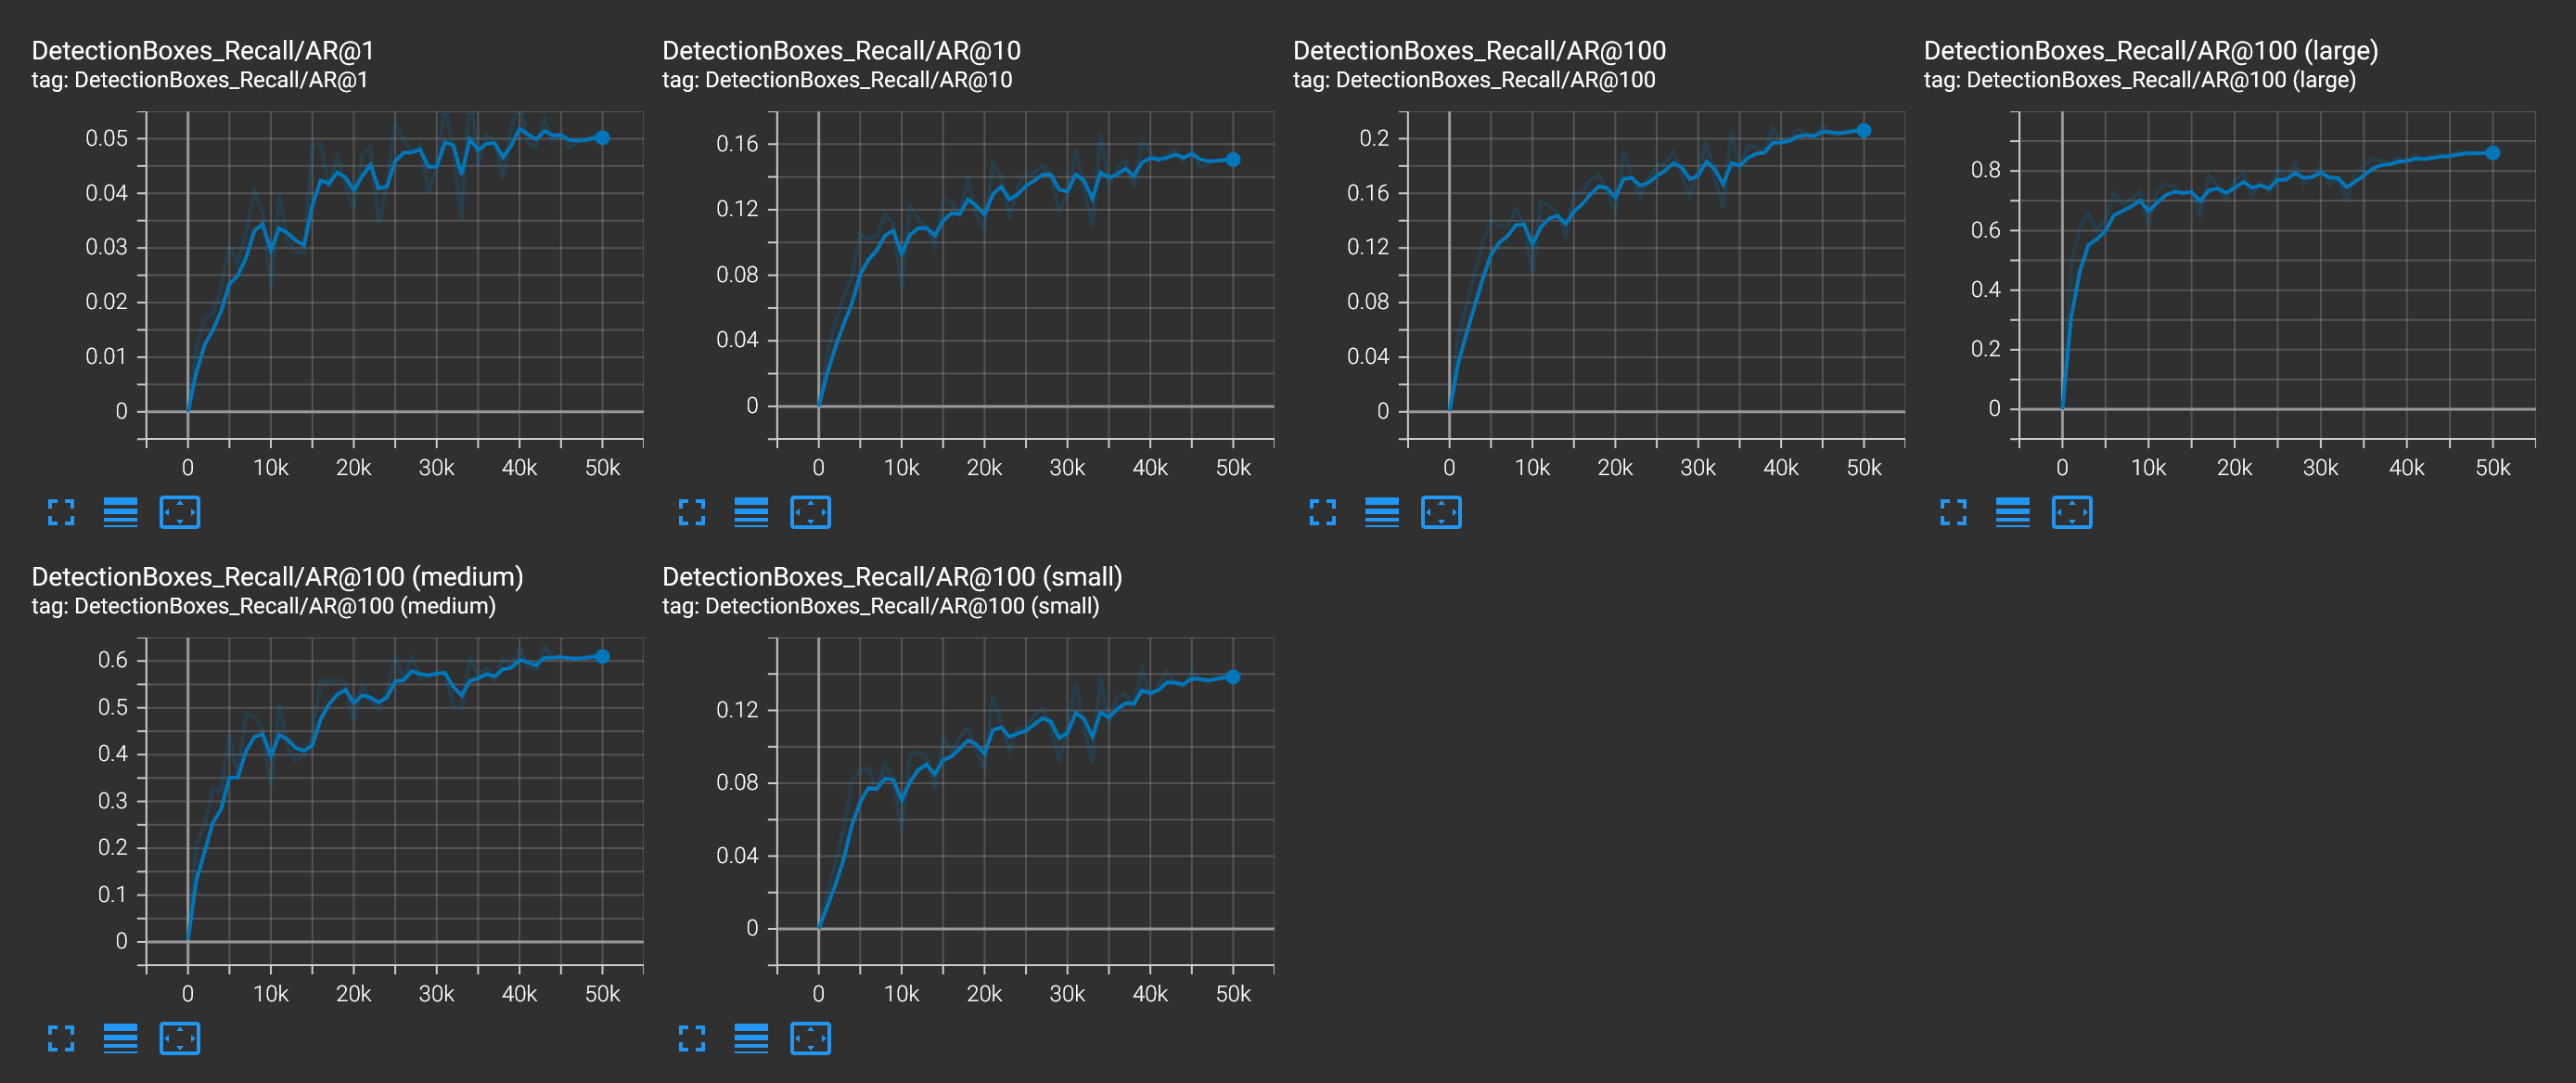 DetectionBoxes_Recall/AR@1
tag: DetectionBoxes_Recall/AR@1
0.05
0.04
0.03
0.02
0.01
0
0 10k 20k 30k 40k 50k
DetectionBoxes_Recall/AR@10
tag: DetectionBoxes_Recall/AR@10
0.16
0.12
0.08
0.04
0
0 10k 20k 30k 40k 50k
DetectionBoxes_Recall/AR@100
tag: DetectionBoxes_Recall/AR@100
0.2
0.16
0.12
0.08
0.04
0
0 10k 20k 30k 40k 50k
DetectionBoxes_Recall/AR@100 (large)
tag: DetectionBoxes_Recall/AR@100 (large)
0.8
0.6
0.4
0.2
0
0 10k 20k 30k 40k 50k
DetectionBoxes_Recall/AR@100 (medium)
tag: DetectionBoxes_Recall/AR@100 (medium)
0.6
0.5
0.4
0.3
0.2
0.1
0
0 10k 20k 30k 40k 50k
DetectionBoxes_Recall/AR@100 (small)
tag: DetectionBoxes_Recall/AR@100 (small)
0.12
0.08
0.04
0
0 10k 20k 30k 40k 50k